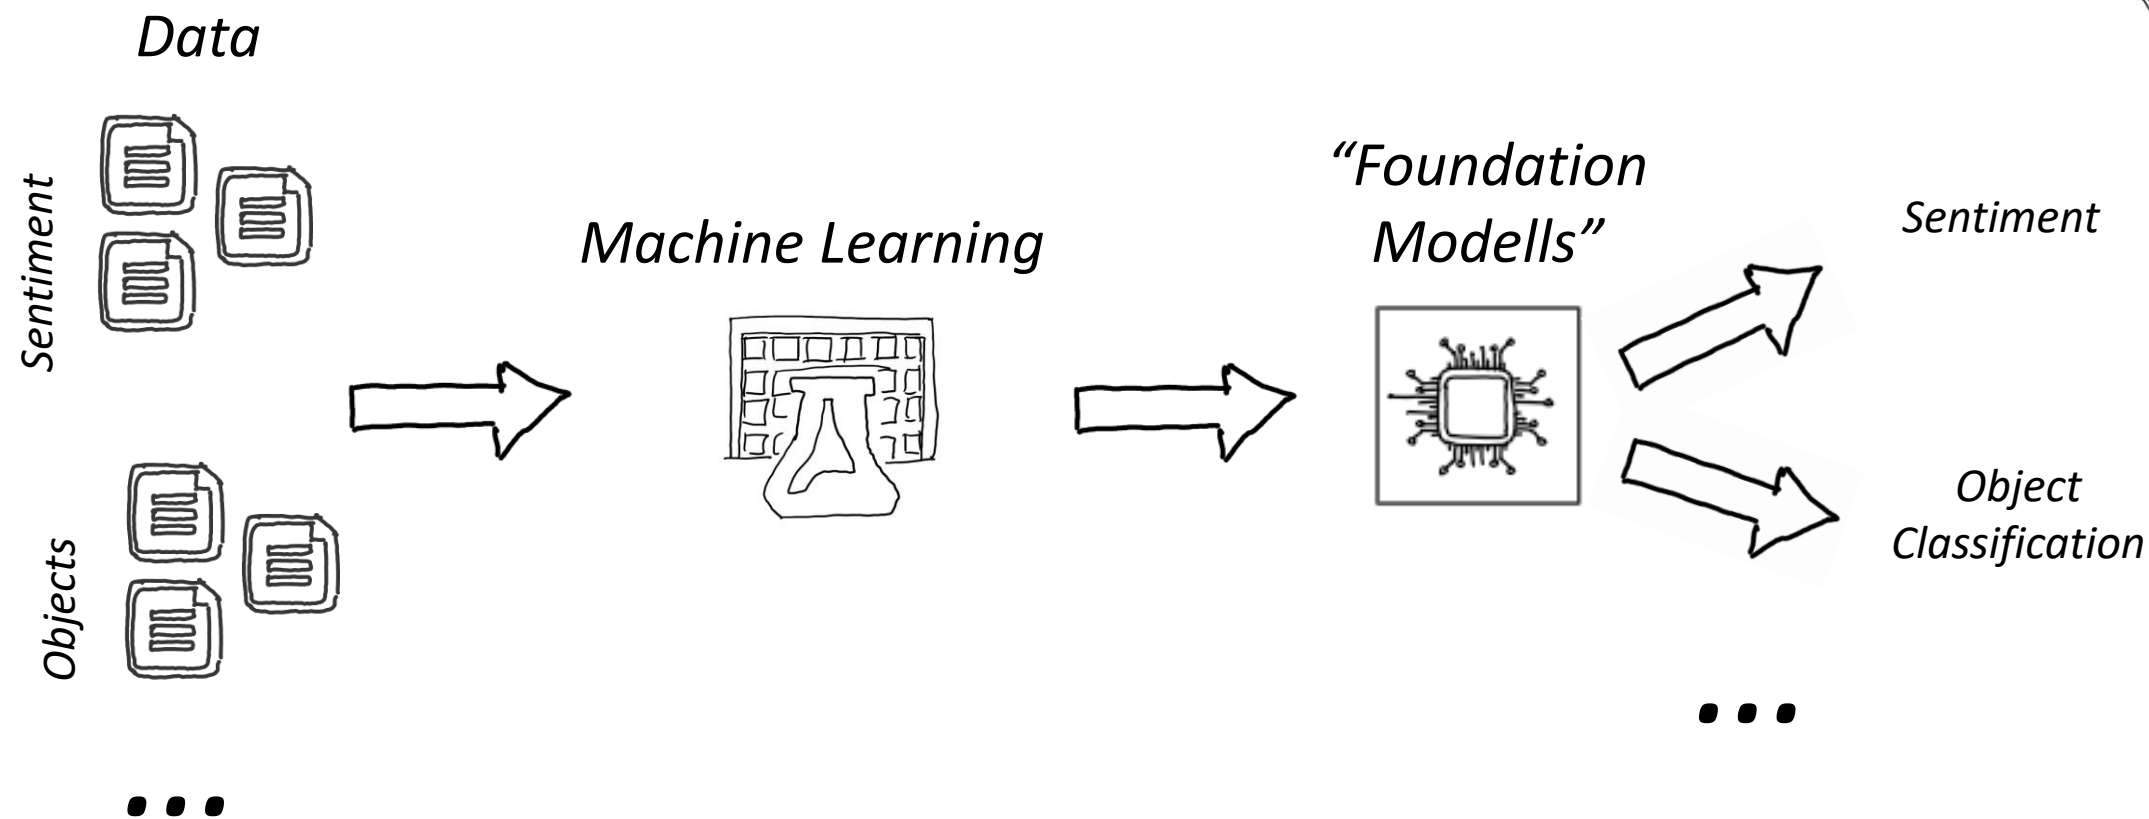 Data
Sentiment
Objects
...
Machine Learning
“Foundation
Modells”
Sentiment
Object
Classification
...